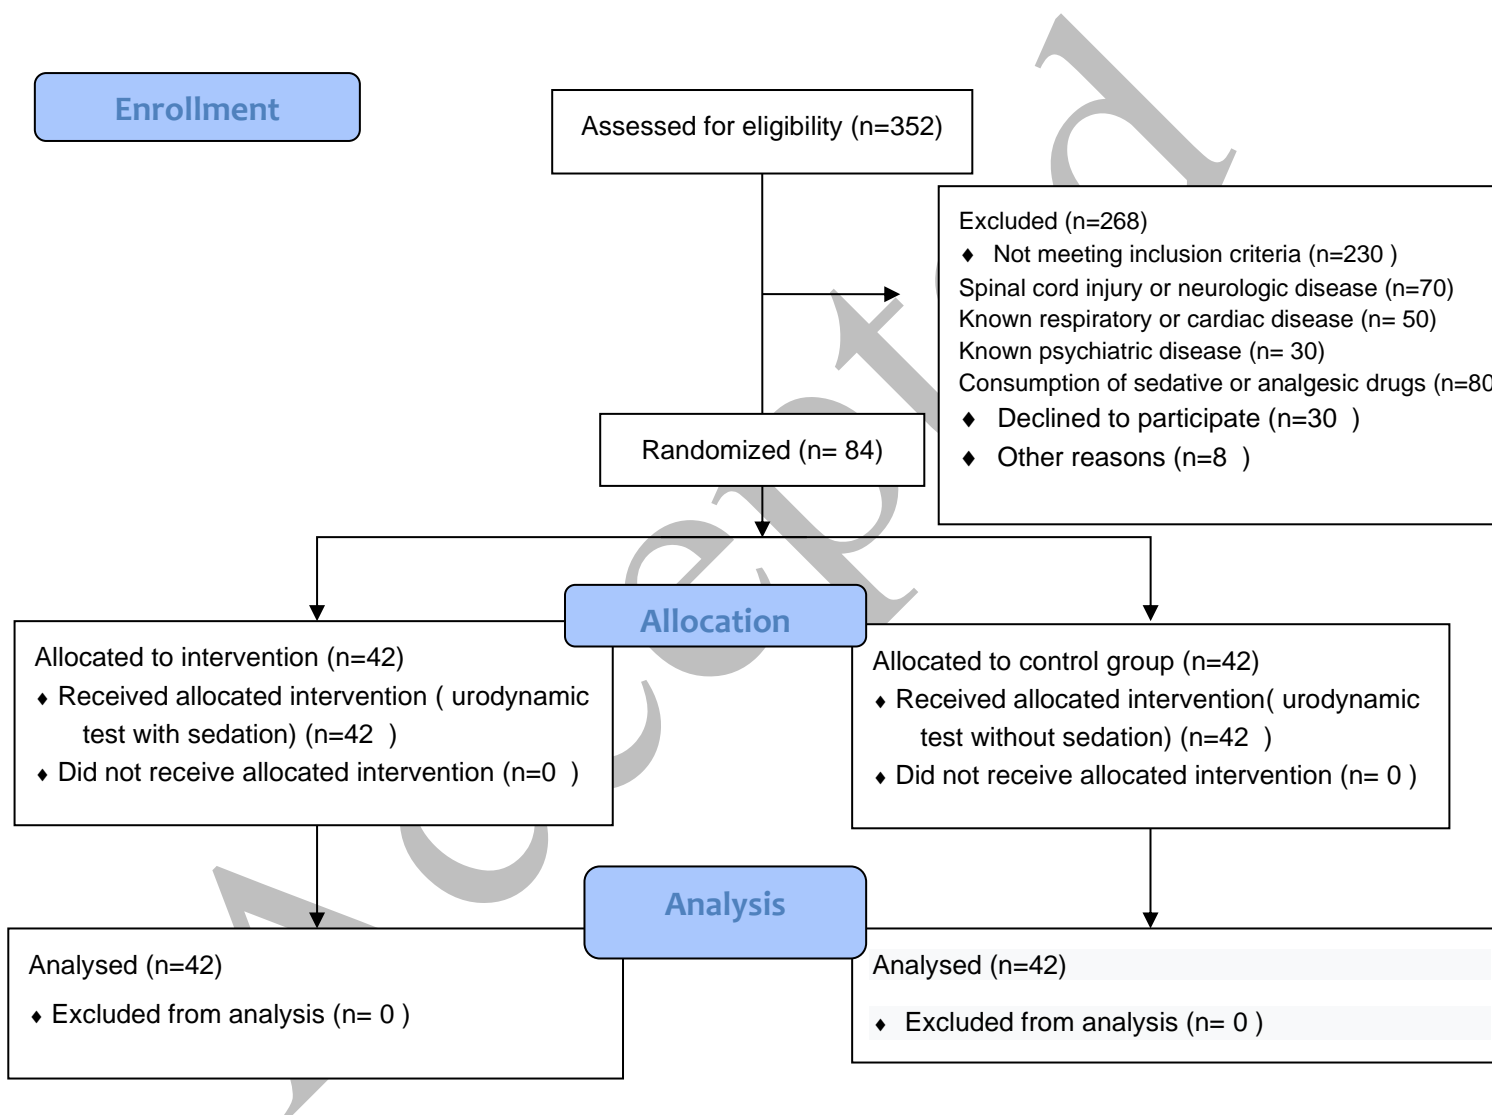 Enrollment
Assessed for eligibility (n=352)
Excluded (n=268)
♦ Not meeting inclusion criteria (n=230 )
Spinal cord injury or neurologic disease (n=70)
Known respiratory or cardiac disease (n= 50)
Known psychiatric disease (n= 30)
Consumption of sedative or analgesic drugs (n=80
♦ Declined to participate (n=30 )
♦ Other reasons (n=8 )
Randomized (n= 84)
Allocation
Allocated to intervention (n=42)
♦ Received allocated intervention ( urodynamic
test with sedation) (n=42 )
♦ Did not receive allocated intervention (n=0 )
Allocated to control group (n=42)
♦ Received allocated intervention( urodynamic
test without sedation) (n=42 )
♦ Did not receive allocated intervention (n= 0 )
Analysis
Analysed (n=42)
♦ Excluded from analysis (n= 0 )
Analysed (n=42)
♦ Excluded from analysis (n= 0 )